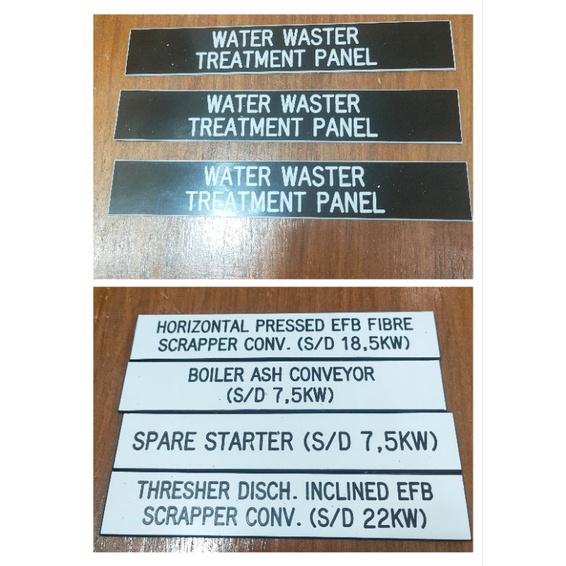 WATER WASTER
TREATMENT PANEL
WATER WASTER
TREATMENT PANEL
WATER WASTER
TREATMENT PANEL
HORIZONTAL PRESSED EFB FIBRE
SCRAPPER CONV. (S/D 18,5KW)
BOILER ASH CONVEYOR
(S/D 7,5KW)
SPARE STARTER (S/D 7,5KW)
THRESHER DISCH. INCLINED EFB
SCRAPPER CONV. (S/D 22KW)